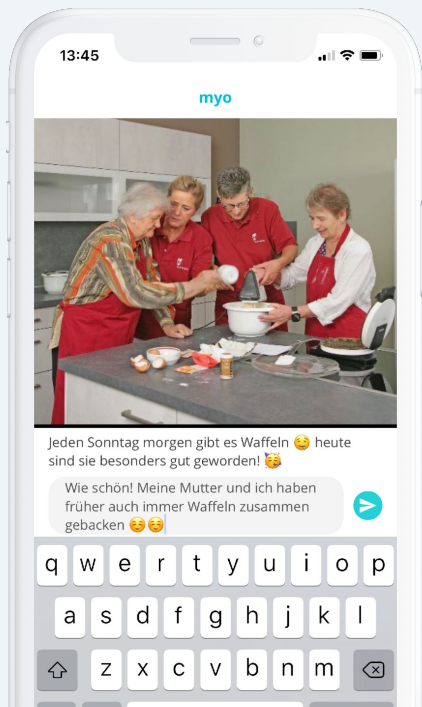 13:45
myo
Jeden Sonntag morgen gibt es Waffeln ☺️ heute
sind sie besonders gut geworden! 🥳
Wie schön! Meine Mutter und ich haben
früher auch immer Waffeln zusammen
gebacken ☺️☺️
q w e r t y u i o p
a s d f g h j k l
z x c v b n m